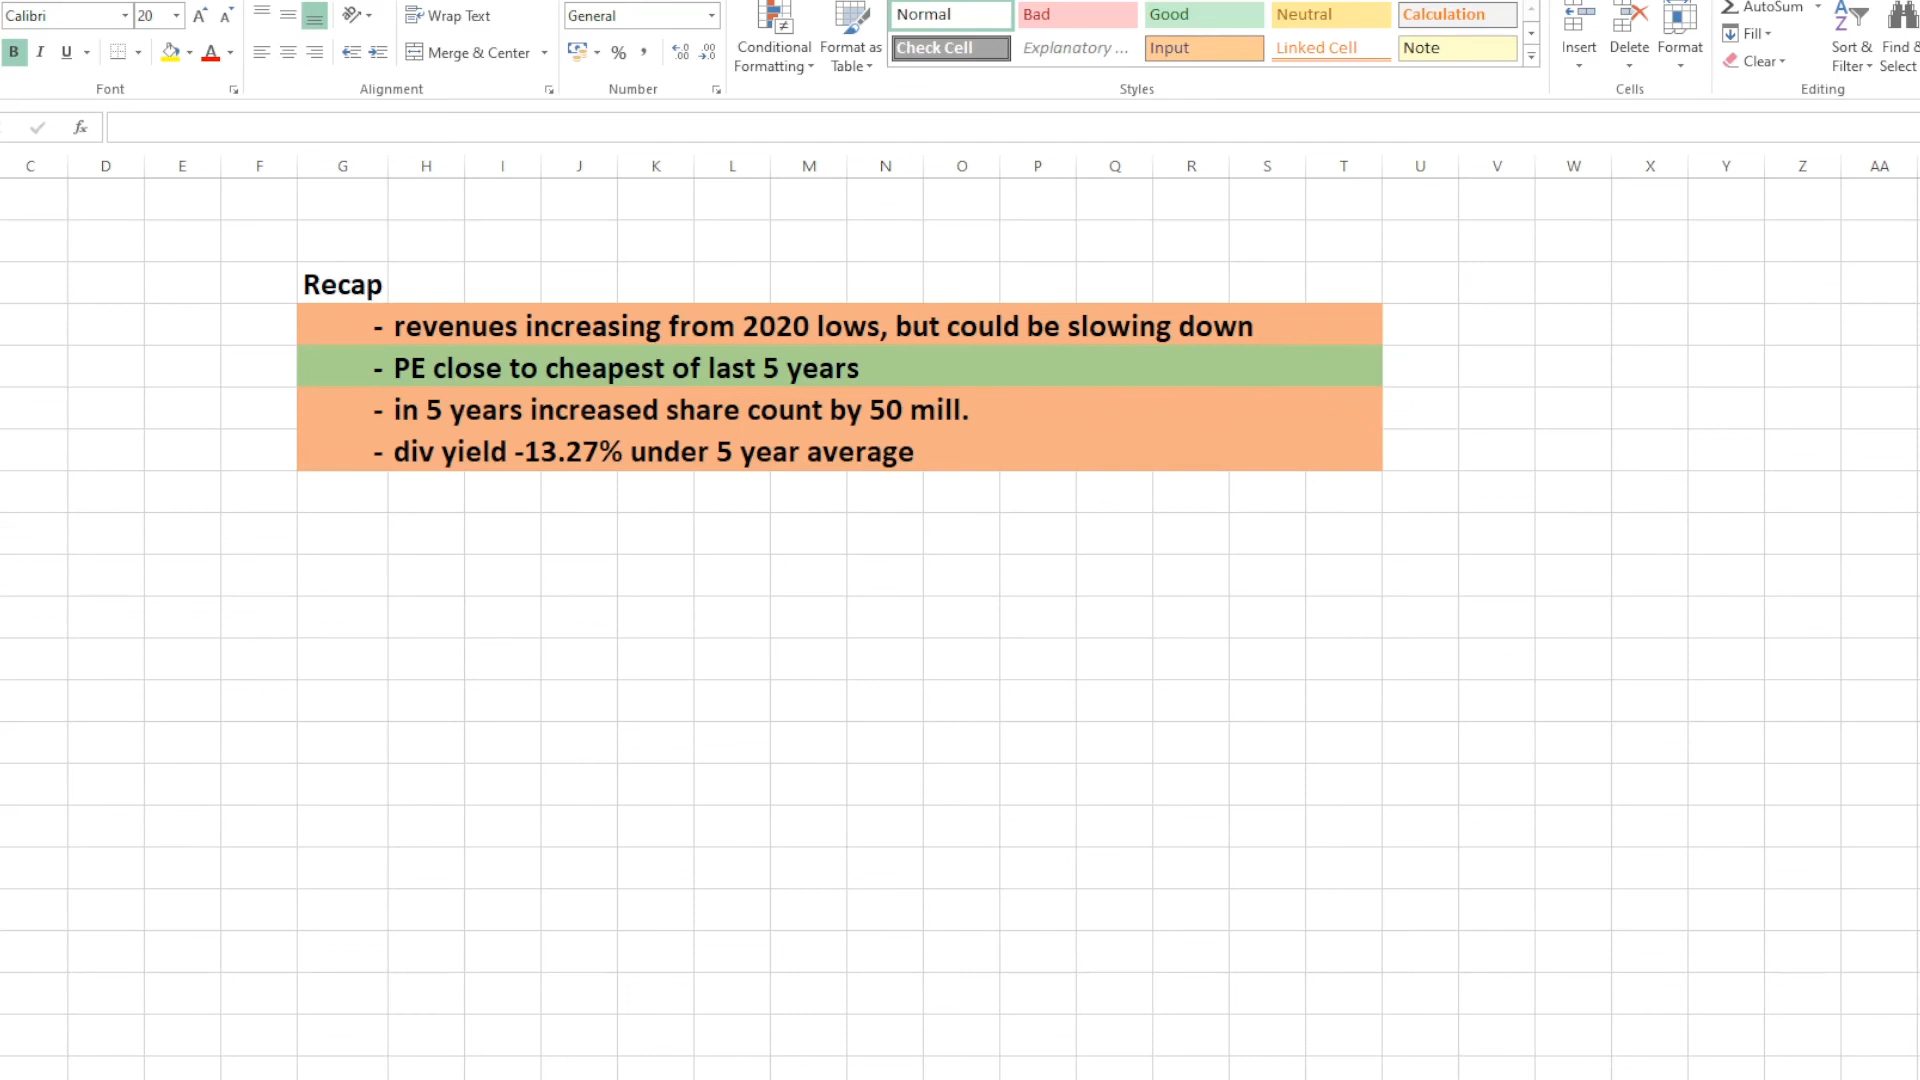 Calibri 20 A A Wrap Text General Normal Bad Good Neutral Calculation AutoSum
B I U Merge & Center % Conditional Formatting Format as Table Check Cell Explanatory ... Input Linked Cell Note Insert Delete Format Fill Clear Sort & Filter Find & Select
Font Alignment Number Styles Cells Editing
fx
C D E F G H I J K L M N O P Q R S T U V W X Y Z AA
Recap
- revenues increasing from 2020 lows, but could be slowing down
- PE close to cheapest of last 5 years
- in 5 years increased share count by 50 mill.
- div yield -13.27% under 5 year average